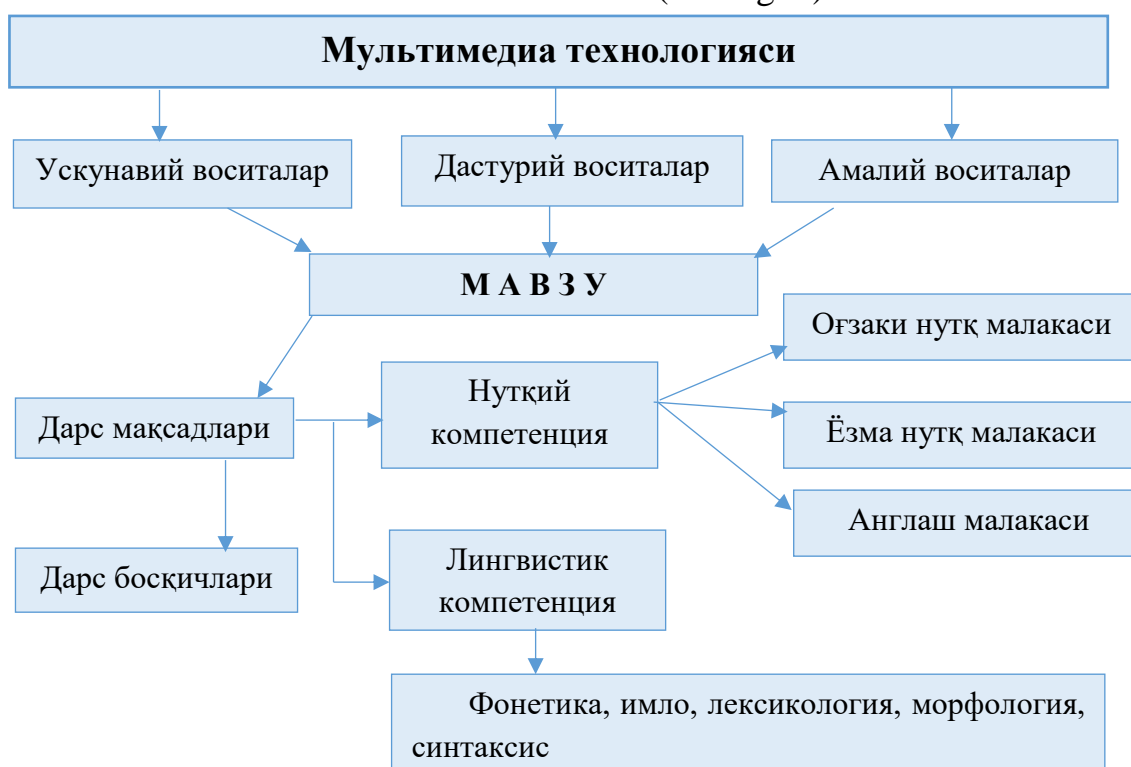 Мультимедиа технологияси
Ускунавий воситалар
Дастурий воситалар
Амалий воситалар
М А В З У
Оғзаки нутқ малакаси
Нутқий
компетенция
Дарс мақсадлари
Ёзма нутқ малакаси
Англаш малакаси
Лингвистик
компетенция
Дарс босқичлари
Фонетика, имло, лексикология, морфология,
синтаксис